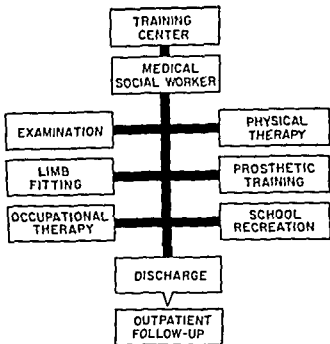 TRAINING
CENTER
MEDICAL
SOCIAL WORKER
EXAMINATION
PHYSICAL
THERAPY
LIMB
FITTING
PROSTHETIC
TRAINING
OCCUPATIONAL
THERAPY
SCHOOL
RECREATION
DISCHARGE
OUTPATIENT
FOLLOW-UP